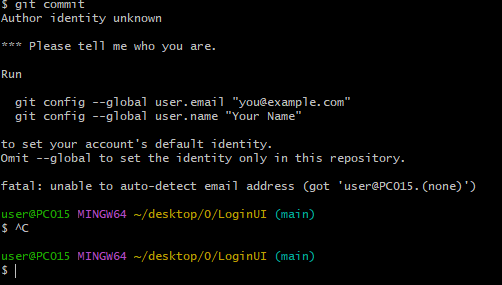 $ git commit
Author identity unknown
*** Please tell me who you are.
Run
git config --global user.email "you@example.com"
git config --global user.name "Your Name"
to set your account's default identity.
Omit --global to set the identity only in this repository.
fatal: unable to auto-detect email address (got 'user@PC015.(none)')
user@PC015 MINGW64 ~/desktop/O/LoginUI (main)
$ ^C
user@PC015 MINGW64 ~/desktop/O/LoginUI (main)
$